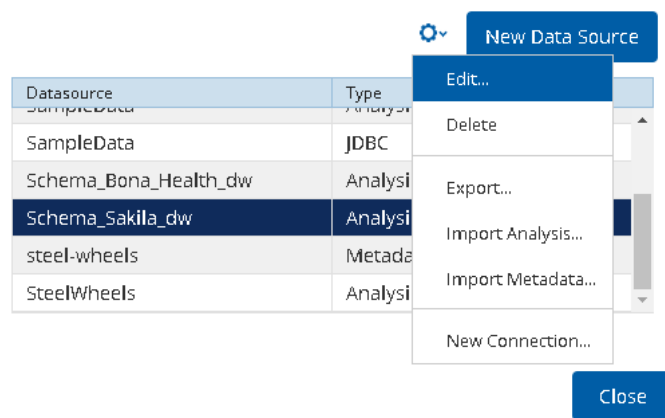 New Data Source
Edit...
Datasource Type
SampleData
Delete
SampleData JDBC
Schema_Bona_Health_dw Analysi
Export...
Schema_Sakila_dw Analysi
Import Analysis...
steel-wheels Metada
Import Metadata...
SteelWheels Analysi
New Connection...
Close